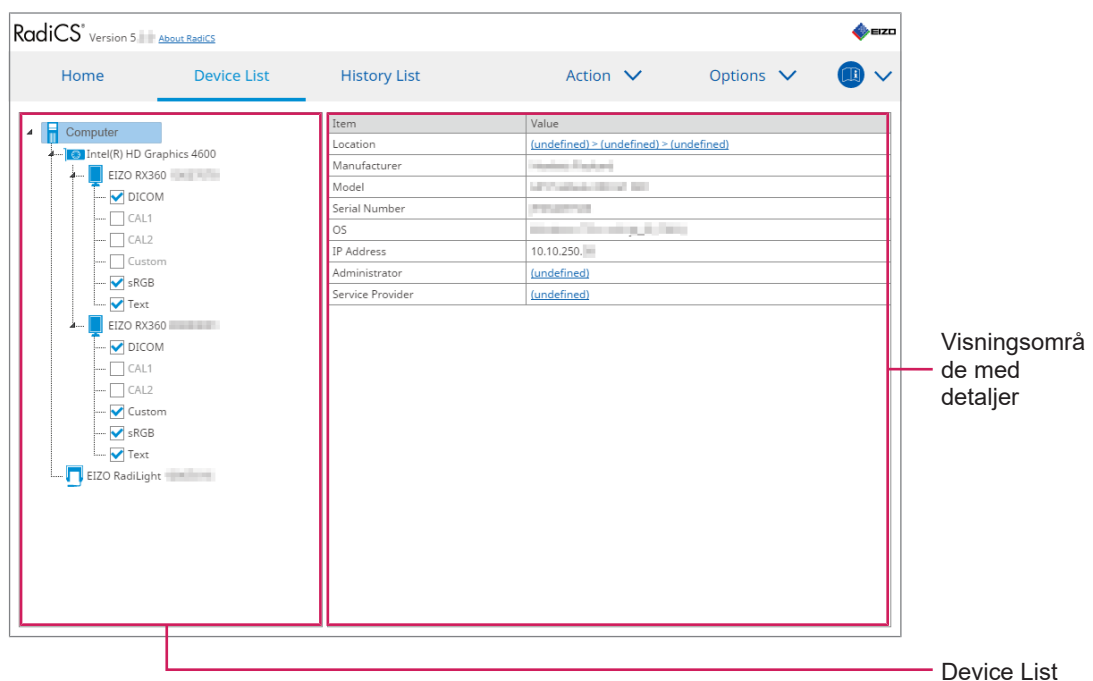 RadiCS® Version 5. About RadiCS
EIZO
Home Device List History List Action Options
Computer
Intel(R) HD Graphics 4600
EIZO RX360
DICOM
CAL1
CAL2
Custom
sRGB
Text
EIZO RX360
DICOM
CAL1
CAL2
Custom
sRGB
Text
EIZO RadiLight
Item Value
Location (undefined) > (undefined) > (undefined)
Manufacturer
Model
Serial Number
OS
IP Address 10.10.250.
Administrator (undefined)
Service Provider (undefined)
Visningsområ
de med
detaljer
Device List